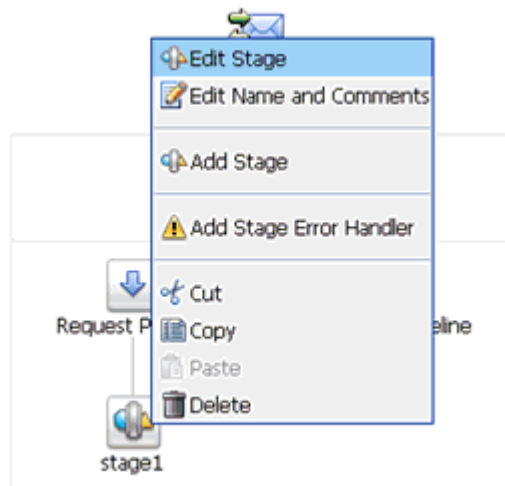 Edit Stage
Edit Name and Comments
Add Stage
Add Stage Error Handler
Cut
Request P
Copy
eline
Paste
Delete
stage1